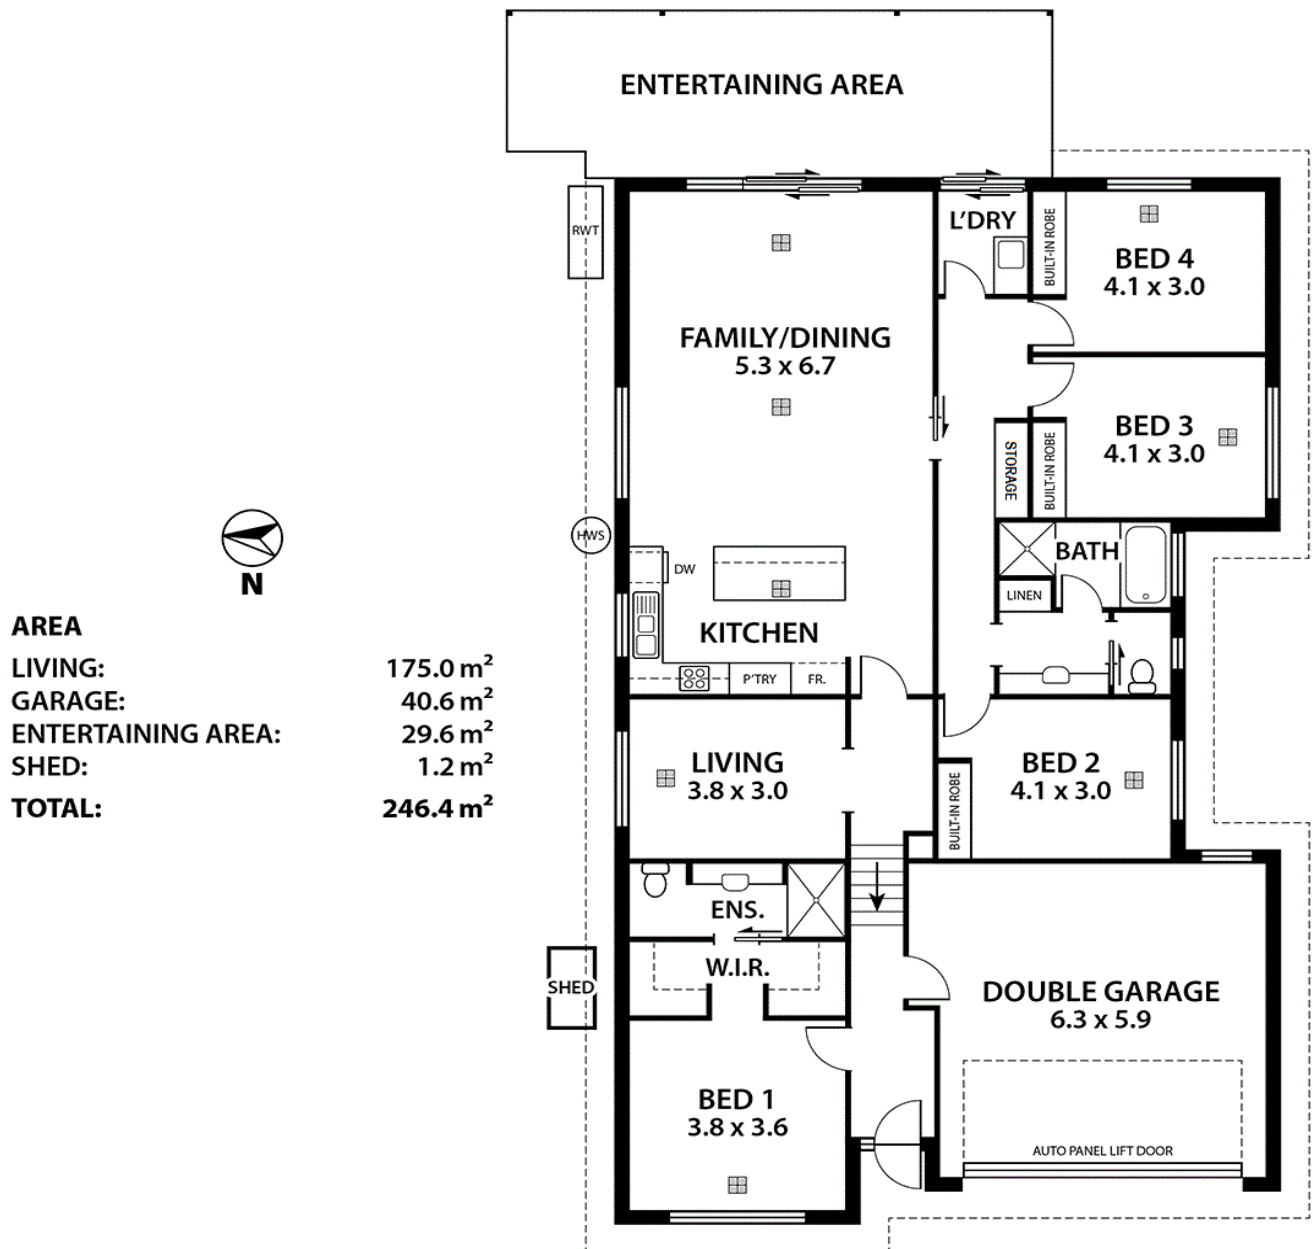 ENTERTAINING AREA
RWT
L'DRY
BUILT-IN ROBE
BED 4
4.1 x 3.0
FAMILY/DINING
5.3 x 6.7
BED 3
4.1 x 3.0
STORAGE
BUILT-IN ROBE
HWS
N
DW
BATH
LINEN
KITCHEN
P'TRY
FR.
AREA
LIVING: 175.0 m²
GARAGE: 40.6 m²
ENTERTAINING AREA: 29.6 m²
SHED: 1.2 m²
TOTAL: 246.4 m²
LIVING
3.8 x 3.0
BED 2
4.1 x 3.0
BUILT-IN ROBE
ENS.
W.I.R.
SHED
DOUBLE GARAGE
6.3 x 5.9
BED 1
3.8 x 3.6
AUTO PANEL LIFT DOOR